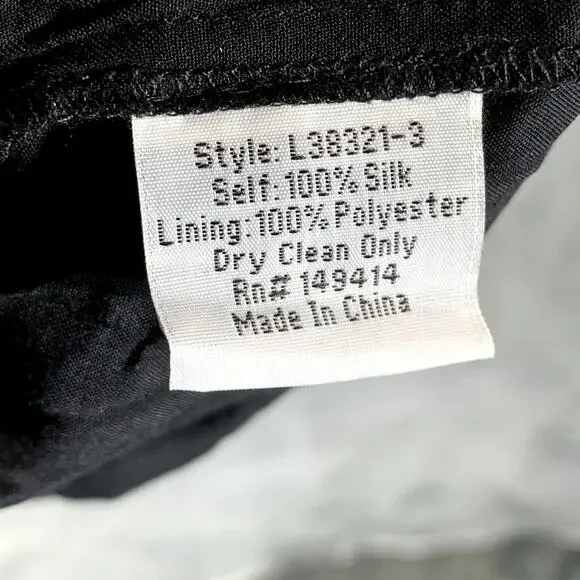 Style: L38321-3
Self: 100% Silk
Lining: 100% Polyester
Dry Clean Only
Rn# 149414
Made In China